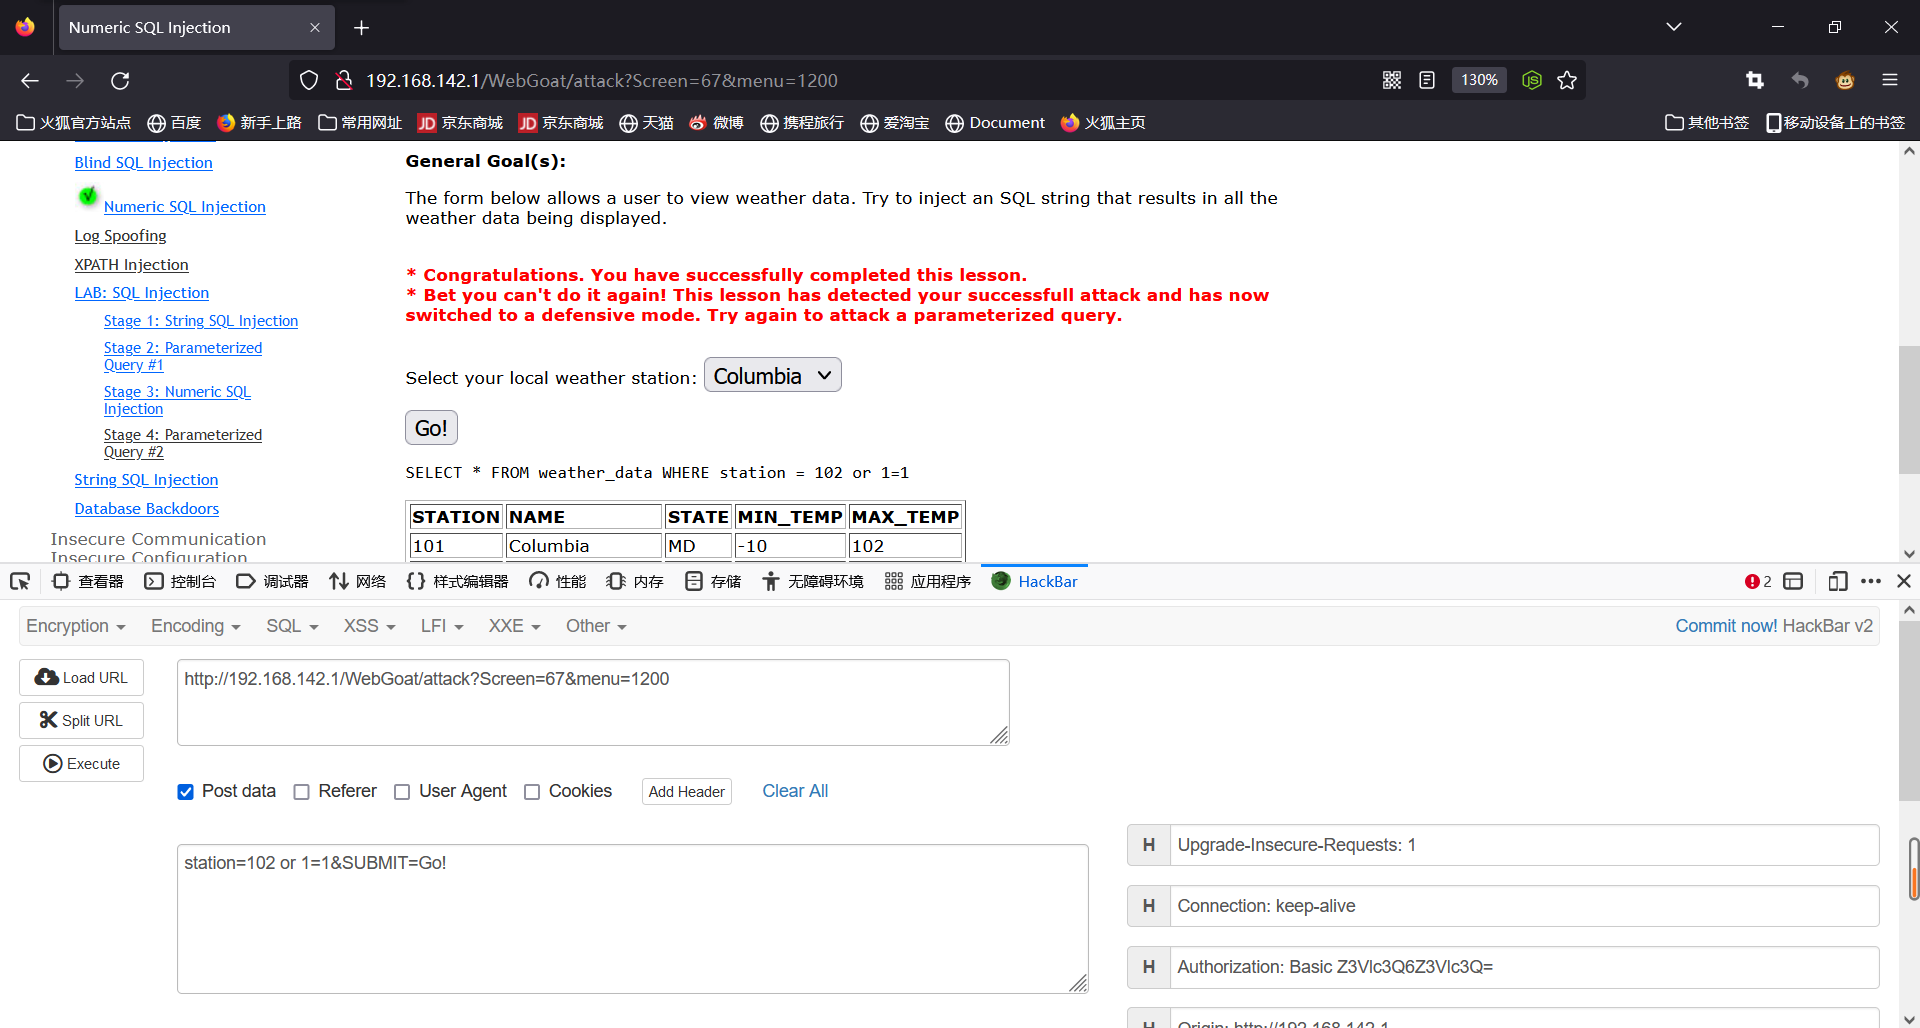 Numeric SQL Injection
192.168.142.1/WebGoat/attack?Screen=67&menu=1200
130%
火狐官方站点 百度 新手上路 常用网址 JD 京东商城 JD 京东商城 天猫 微博 携程旅行 爱淘宝 Document 火狐主页 其他书签 移动设备上的书签
Blind SQL Injection
Numeric SQL Injection
Log Spoofing
XPATH Injection
LAB: SQL Injection
Stage 1: String SQL Injection
Stage 2: Parameterized
Query #1
Stage 3: Numeric SQL
Injection
Stage 4: Parameterized
Query #2
String SQL Injection
Database Backdoors
Insecure Communication
Insecure Configuration
General Goal(s):
The form below allows a user to view weather data. Try to inject an SQL string that results in all the
weather data being displayed.
* Congratulations. You have successfully completed this lesson.
* Bet you can't do it again! This lesson has detected your successfull attack and has now
switched to a defensive mode. Try again to attack a parameterized query.
Select your local weather station: Columbia
Go!
SELECT * FROM weather_data WHERE station = 102 or 1=1
STATION NAME STATE MIN_TEMP MAX_TEMP
101 Columbia MD -10 102
查看器 控制台 调试器 网络 样式编辑器 性能 内存 存储 无障碍环境 应用程序 HackBar 2
Encryption Encoding SQL XSS LFI XXE Other Commit now! HackBar v2
Load URL
Split URL
Execute
http://192.168.142.1/WebGoat/attack?Screen=67&menu=1200
Post data Referer User Agent Cookies Add Header Clear All
station=102 or 1=1&SUBMIT=Go!
H Upgrade-Insecure-Requests: 1
H Connection: keep-alive
H Authorization: Basic Z3Vlc3Q6Z3Vlc3Q=
H Origin: http://192.168.142.1